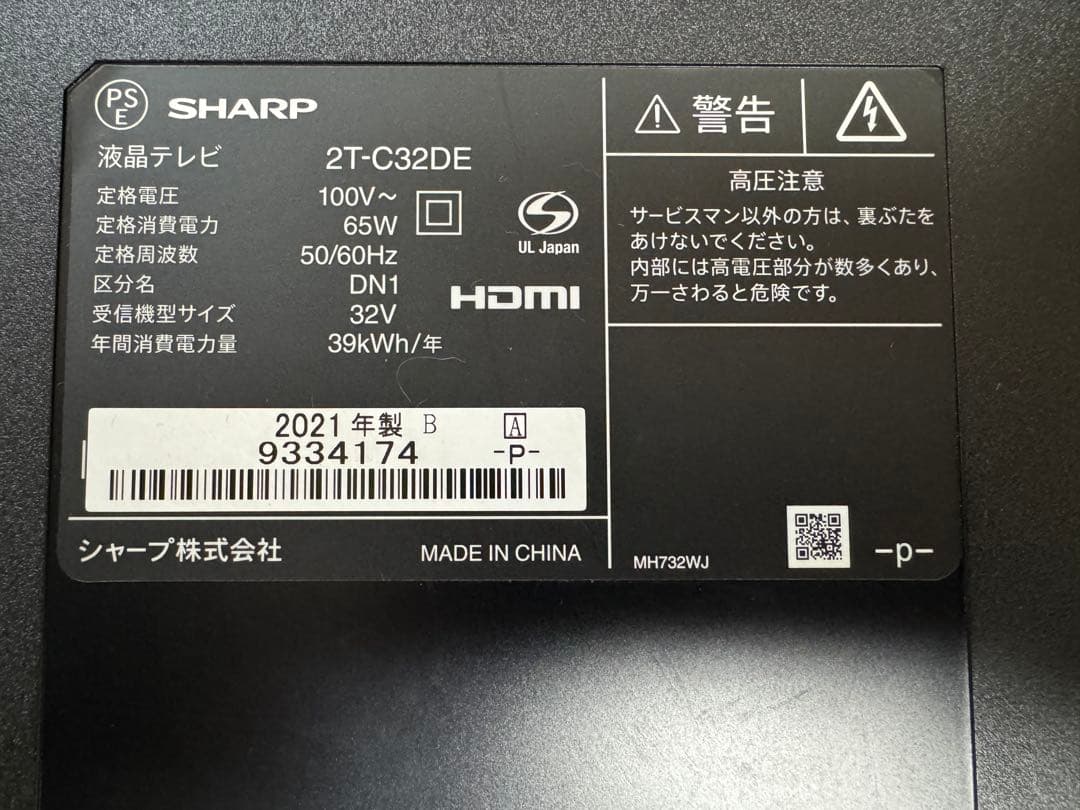 PS
E
SHARP
液晶テレビ 2T-C32DE
定格電圧 100V～
定格消費電力 65W
定格周波数 50/60Hz
区分名 DN1
受信機型サイズ 32V
年間消費電力量 39kWh/年
UL Japan
HDMI
2021年製 B A
9334174 -P-
シャープ株式会社 MADE IN CHINA
警告
高圧注意
サービスマン以外の方は、裏ぶたを
あけないでください。
内部には高電圧部分が数多くあり、
万一さわると危険です。
MH732WJ -p-